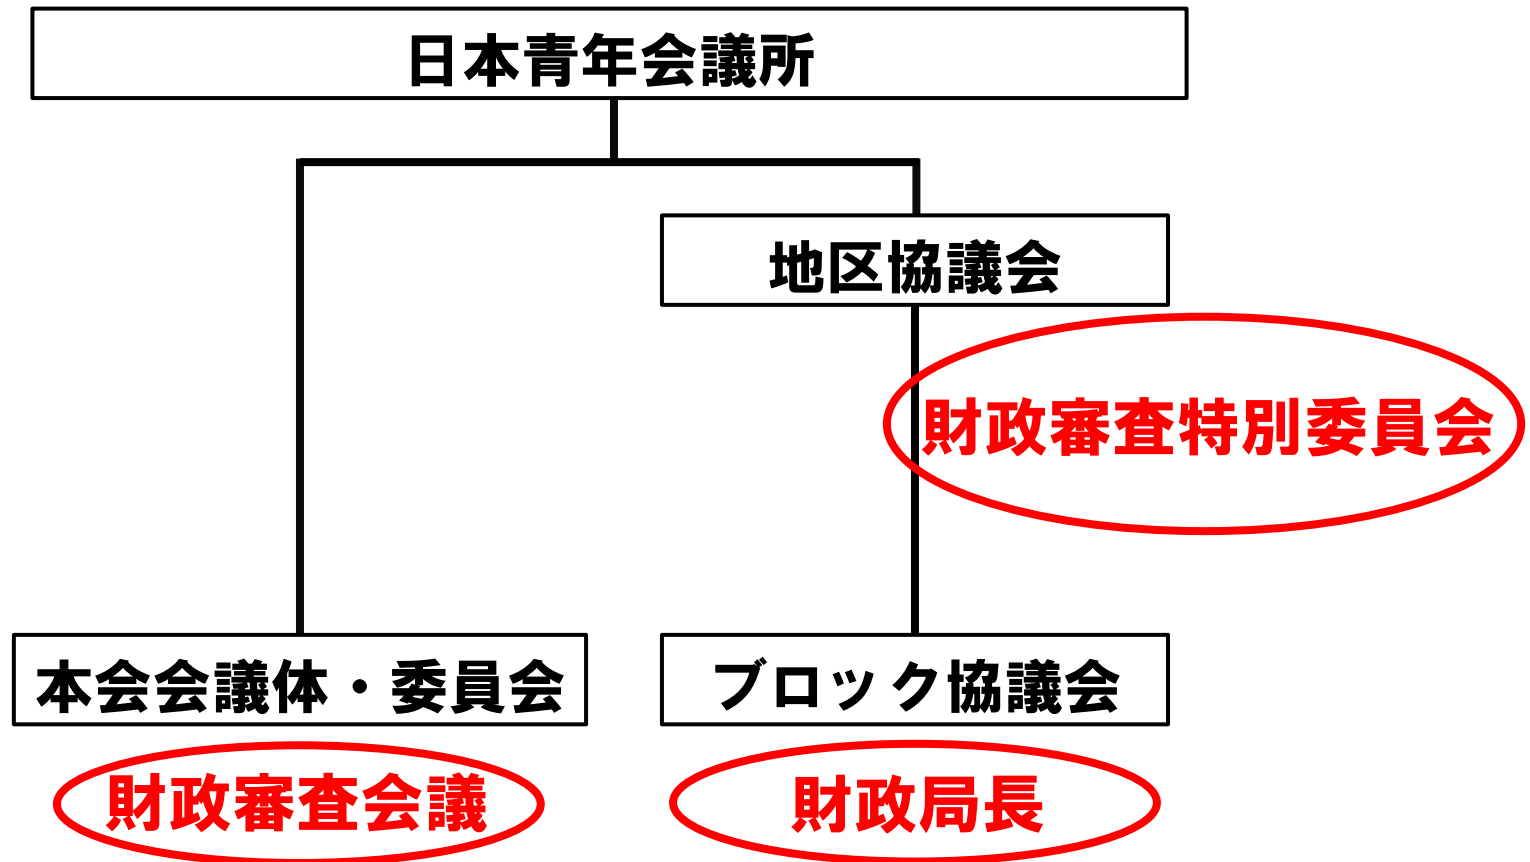 日本青年会議所
地区協議会
財政審査特別委員会
本会会議体・委員会
ブロック協議会
財政審査会議
財政局長